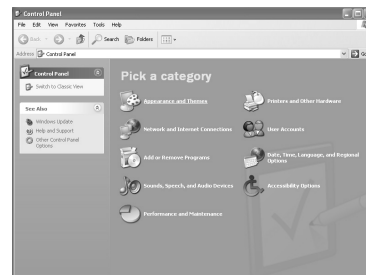 Control Panel
File Edit View Favorites Tools Help
Back Search Folders
Address Control Panel Go
Control Panel
Switch to Classic View
See Also
Windows Update
Help and Support
Other Control Panel
Options
Pick a category
Appearance and Themes
Printers and Other Hardware
Network and Internet Connections
User Accounts
Add or Remove Programs
Date, Time, Language, and Regional
Options
Sounds, Speech, and Audio Devices
Accessibility Options
Performance and Maintenance